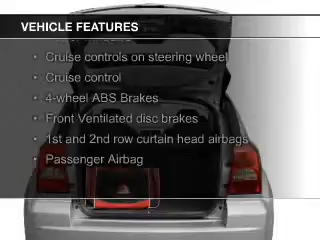 VEHICLE FEATURES
• Cruise controls on steering wheel
• Cruise control
• 4-wheel ABS Brakes
• Front Ventilated disc brakes
• 1st and 2nd row curtain head airbags
• Passenger Airbag